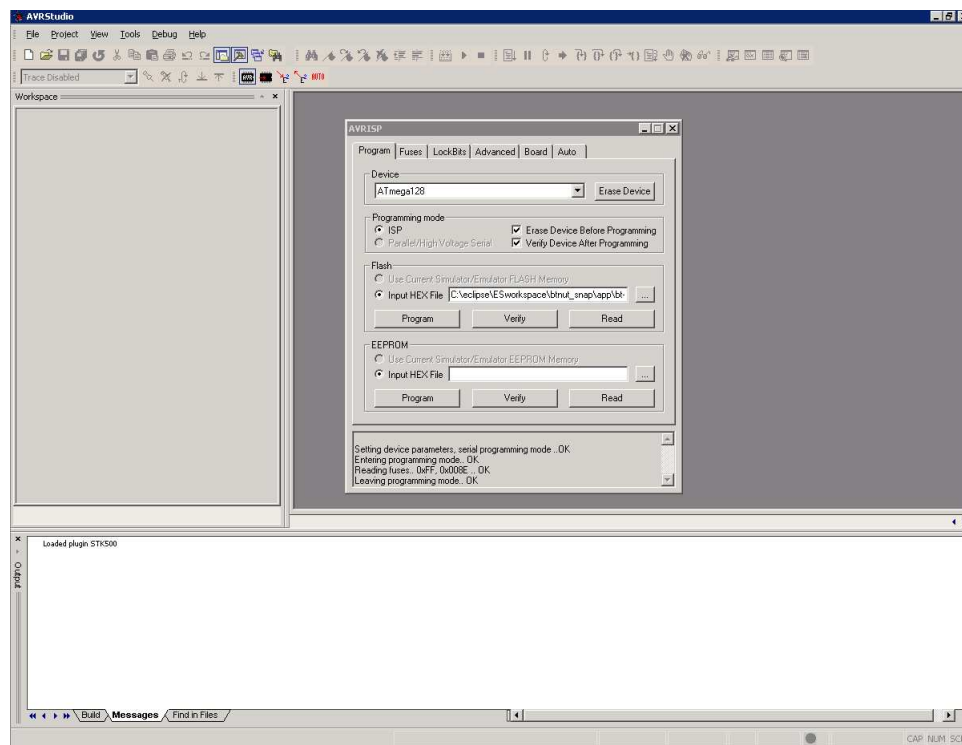 AVRStudio
File Project View Tools Debug Help
Trace Disabled AVR AUTO
Workspace
AVRISP
Program Fuses LockBits Advanced Board Auto
Device
ATmega128 Erase Device
Programming mode
ISP Erase Device Before Programming
Parallel/High Voltage Serial Verify Device After Programming
Flash
Use Current Simulator/Emulator FLASH Memory
Input HEX File C:\eclipse\ESworkspace\btnut_snap\app\bt- ...
Program Verify Read
EEPROM
Use Current Simulator/Emulator EEPROM Memory
Input HEX File ...
Program Verify Read
Setting device parameters, serial programming mode ..OK
Entering programming mode.. OK
Reading fuses.. 0xFF, 0x008E .. OK
Leaving programming mode.. OK
Loaded plugin STK500
Output
Build Messages Find in Files
CAP NUM SC